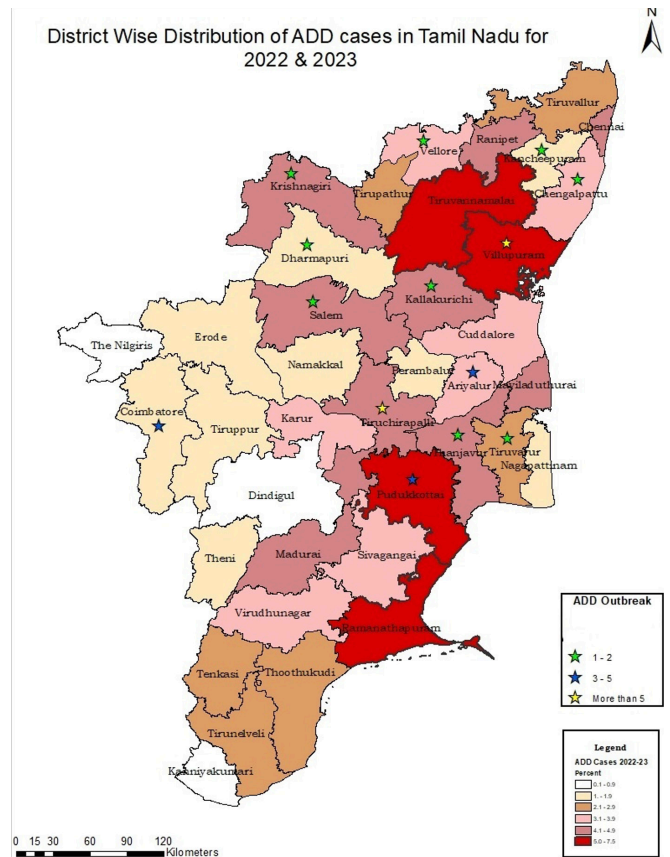 N
District Wise Distribution of ADD cases in Tamil Nadu for
2022 & 2023
Tiruvallur
Chennai
Ranipet
Vellore
Kancheepuram
Chengalpattu
Krishnagiri
Tirupathur
Tiruvannamalai
Villupuram
Dharmapuri
Kallakurichi
Salem
Cuddalore
Erode
The Nilgiris
Namakkal
Perambalur
Ariyalur
Mayiladuthurai
Coimbatore
Karur
Tiruchirapalli
Tiruppur
Thanjavur
Tiruvarur
Nagapattinam
Dindigul
Pudukkottai
Theni
Madurai
Sivagangai
Virudhunagar
Ramanathapuram
Tenkasi
Thoothukudi
Tirunelveli
Kanniyakumari
ADD Outbreak
1 - 2
3 - 5
More than 5
Legend
ADD Cases 2022-23
Percent
0.1 - 0.9
1. - 1.9
2.1 - 2.9
3.1 - 3.9
4.1 - 4.9
5.0 - 7.5
0 15 30 60 90 120
Kilometers